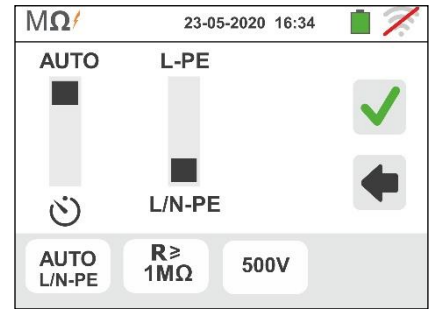 MΩ 23-05-2020 16:34
AUTO L-PE
L/N-PE
AUTO
L/N-PE
R≥
1MΩ
500V